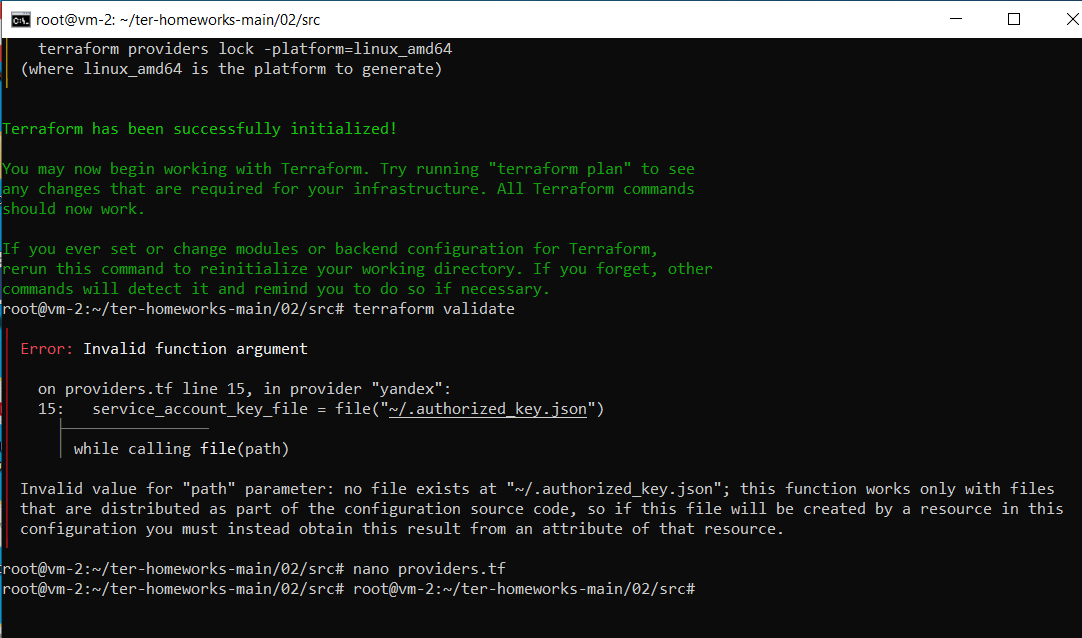 root@vm-2: ~/ter-homeworks-main/02/src
terraform providers lock -platform=linux_amd64
(where linux_amd64 is the platform to generate)
Terraform has been successfully initialized!
You may now begin working with Terraform. Try running "terraform plan" to see
any changes that are required for your infrastructure. All Terraform commands
should now work.
If you ever set or change modules or backend configuration for Terraform,
rerun this command to reinitialize your working directory. If you forget, other
commands will detect it and remind you to do so if necessary.
root@vm-2:~/ter-homeworks-main/02/src# terraform validate
Error: Invalid function argument
on providers.tf line 15, in provider "yandex":
15:   service_account_key_file = file("~/.authorized_key.json")
while calling file(path)
Invalid value for "path" parameter: no file exists at "~/.authorized_key.json"; this function works only with files
that are distributed as part of the configuration source code, so if this file will be created by a resource in this
configuration you must instead obtain this result from an attribute of that resource.
root@vm-2:~/ter-homeworks-main/02/src# nano providers.tf
root@vm-2:~/ter-homeworks-main/02/src# root@vm-2:~/ter-homeworks-main/02/src#